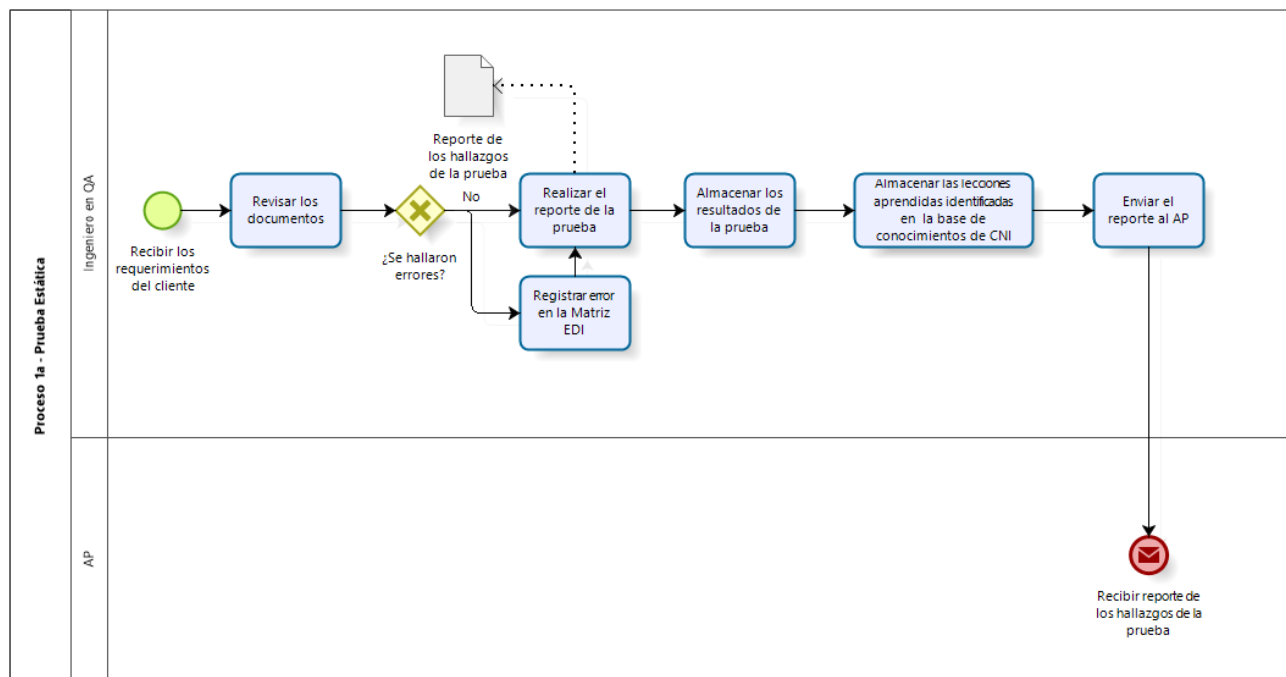 Proceso 1a - Prueba Estática
Ingeniero en QA
Recibir los
requerimientos
del cliente
Revisar los
documentos
¿Se hallaron
errores?
No
Reporte de
los hallazgos
de la prueba
Realizar el
reporte de la
prueba
Registrar error
en la Matriz
EDI
Almacenar los
resultados de
la prueba
Almacenar las lecciones
aprendidas identificadas
en la base de
conocimientos de CNI
Enviar el
reporte al AP
AP
Recibir reporte de
los hallazgos de la
prueba